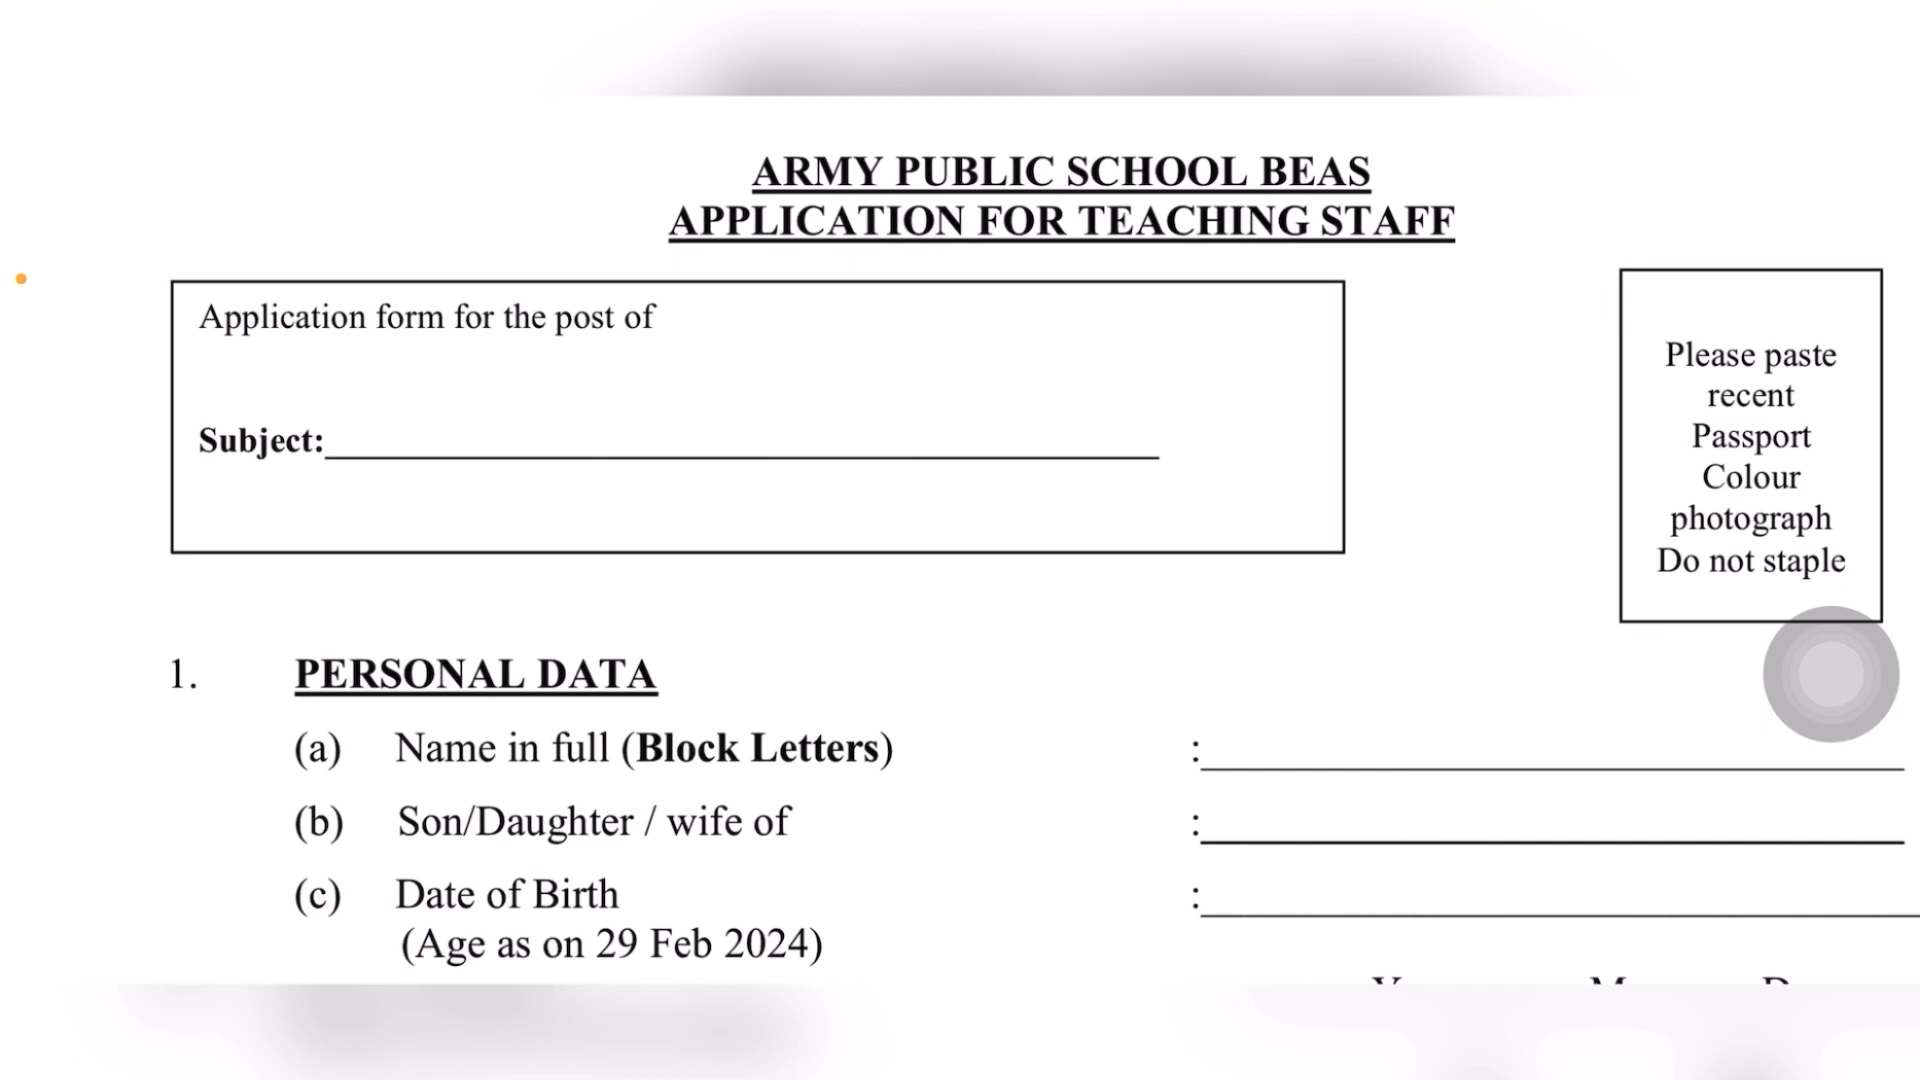 ARMY PUBLIC SCHOOL BEAS
APPLICATION FOR TEACHING STAFF
Application form for the post of
Subject:
Please paste
recent
Passport
Colour
photograph
Do not staple
1. PERSONAL DATA
(a) Name in full (Block Letters) :
(b) Son/Daughter / wife of :
(c) Date of Birth :
(Age as on 29 Feb 2024)